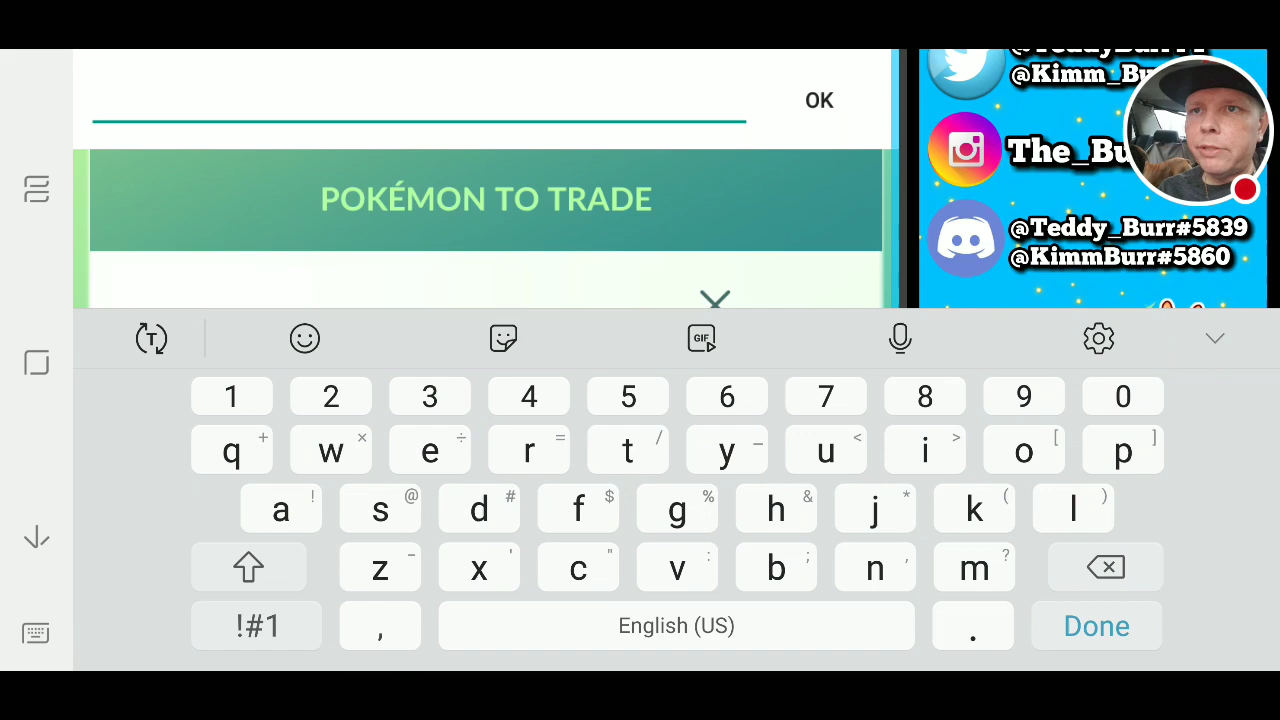 @Kimm_Bu
OK
The_Bu
POKÉMON TO TRADE
@Teddy_Burr#5839
@KimmBurr#5860
T
GIF
1 2 3 4 5 6 7 8 9 0
q + w × e ÷ r = t / y _ u < i > o [ p ]
a ! s @ d # f $ g % h & j * k ( l )
z - x ' c " v : b ; n , m ?
!#1 , English (US) . Done